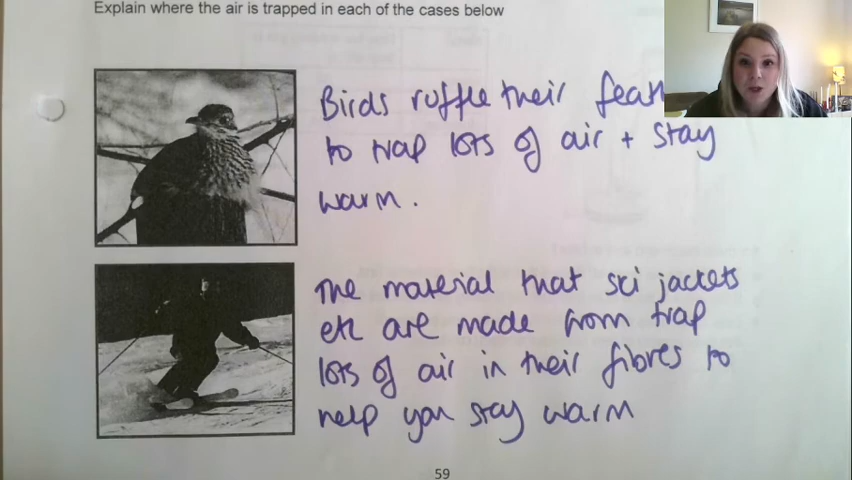 Explain where the air is trapped in each of the cases below
Birds ruffle their
to trap lots of air + stay
warm.
The material that ski jackets
etc are made from trap
lots of air in their fibres to
help you stay warm
59